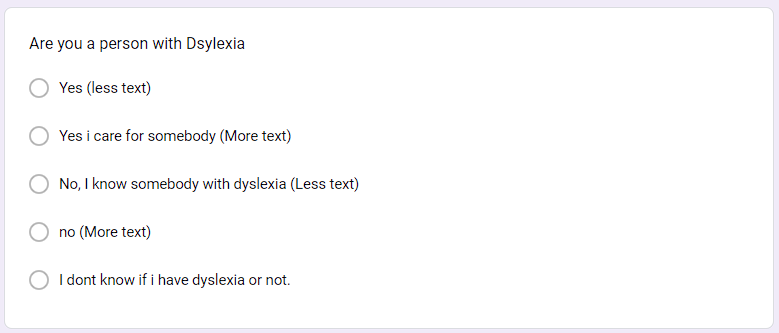 Are you a person with Dsylexia
Yes (less text)
Yes i care for somebody (More text)
No, I know somebody with dyslexia (Less text)
no (More text)
I dont know if i have dyslexia or not.